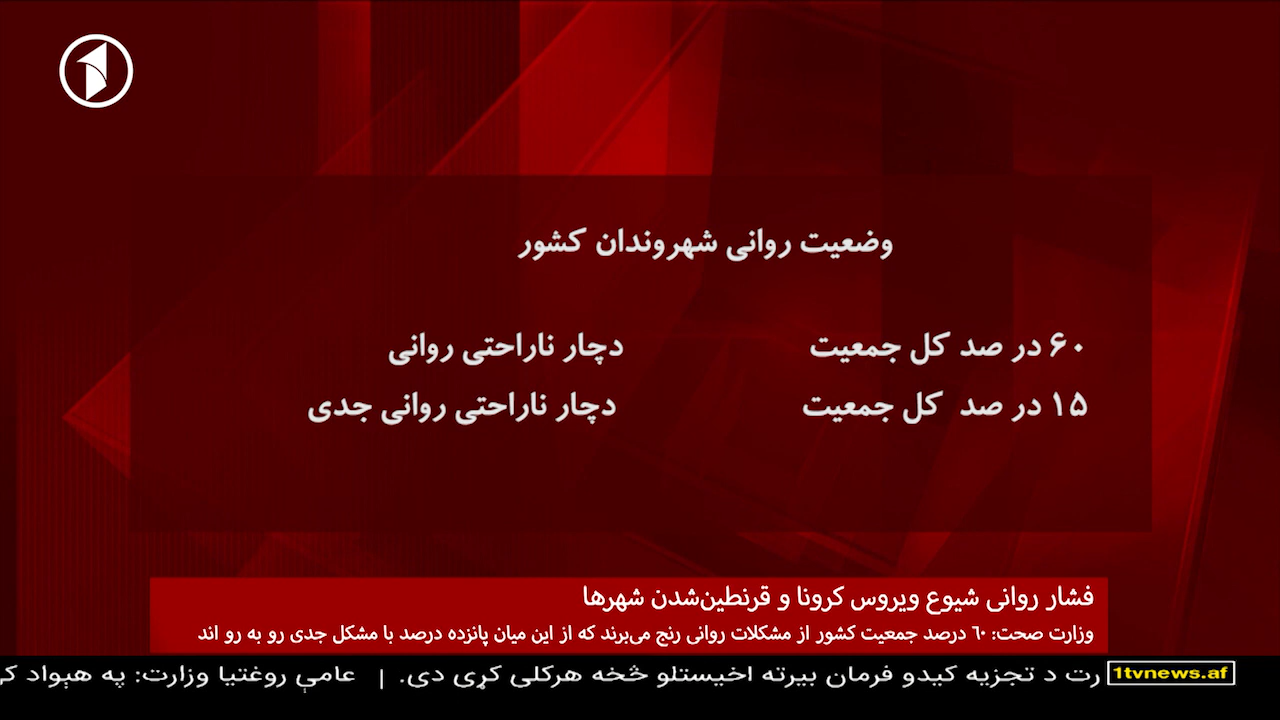 وضعیت روانی شهروندان کشور
۶۰ در صد کل جمعیت دچار ناراحتی روانی
۱۵ در صد کل جمعیت دچار ناراحتی روانی جدی
فشار روانی شیوع ویروس کرونا و قرنطین‌شدن شهرها
وزارت صحت: ٦٠ درصد جمعیت کشور از مشکلات روانی رنج می‌برند که از این میان پانزده درصد با مشکل جدی رو به رو اند
1tvnews.af رت د تجزیه کیدو فرمان بیرته اخیستلو څخه هرکلی کړی دی. | عامې روغتیا وزارت: په هېواد